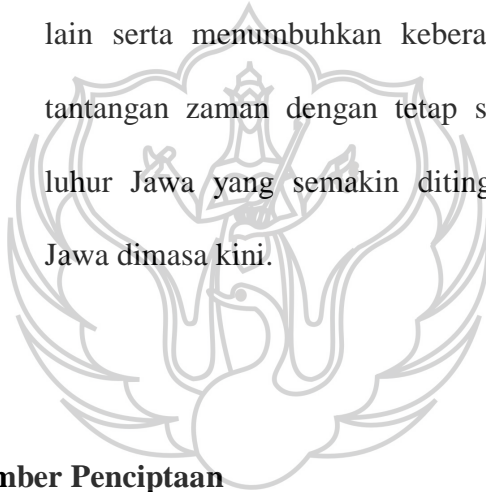 lain serta menumbuhkan kebera
tantangan zaman dengan tetap s
luhur Jawa yang semakin diting
Jawa dimasa kini.
mber Penciptaan